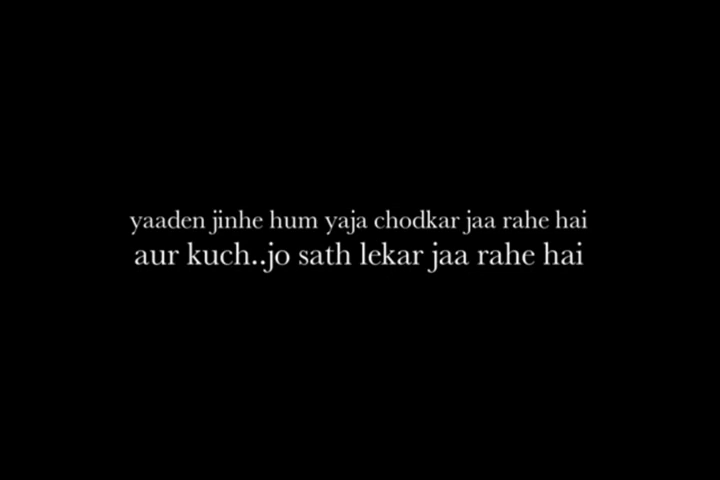 yaaden jinhe hum yaja chodkar jaa rahe hai
aur kuch..jo sath lekar jaa rahe hai